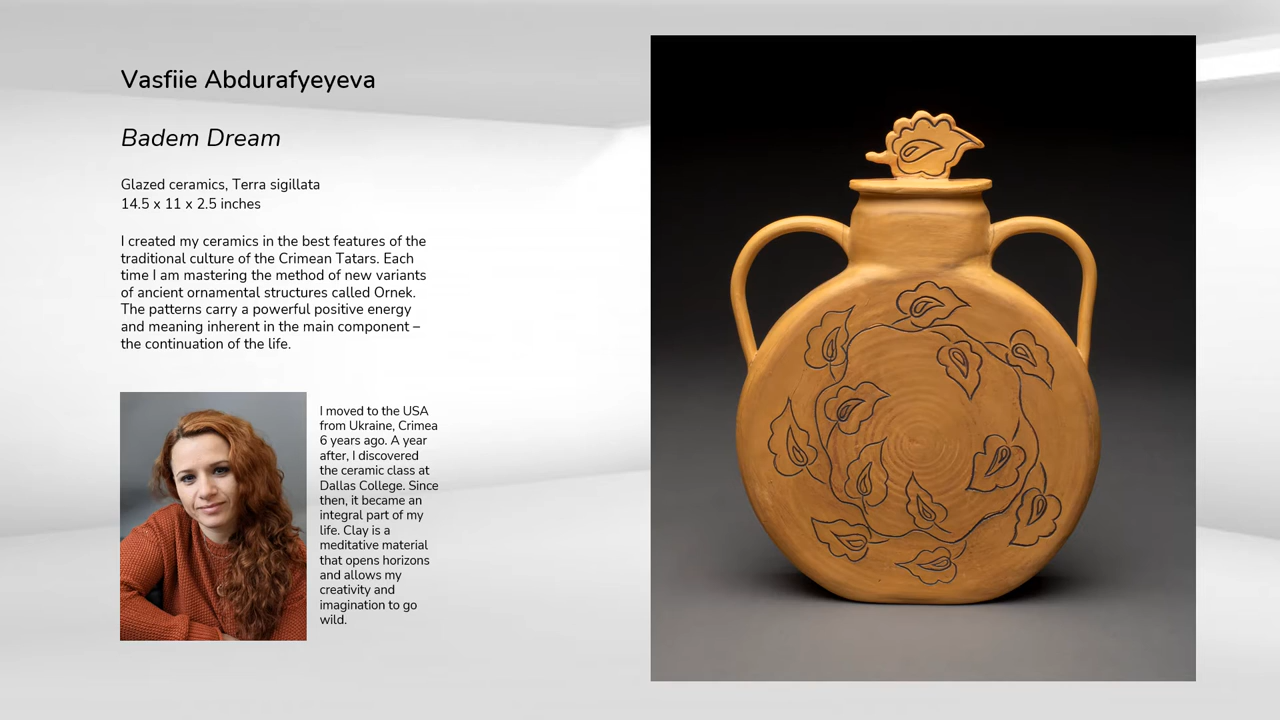 Vasfiie Abdurafyeyeva
Badem Dream
Glazed ceramics, Terra sigillata
14.5 x 11 x 2.5 inches
I created my ceramics in the best features of the
traditional culture of the Crimean Tatars. Each
time I am mastering the method of new variants
of ancient ornamental structures called Ornek.
The patterns carry a powerful positive energy
and meaning inherent in the main component –
the continuation of the life.
I moved to the USA
from Ukraine, Crimea
6 years ago. A year
after, I discovered
the ceramic class at
Dallas College. Since
then, it became an
integral part of my
life. Clay is a
meditative material
that opens horizons
and allows my
creativity and
imagination to go
wild.